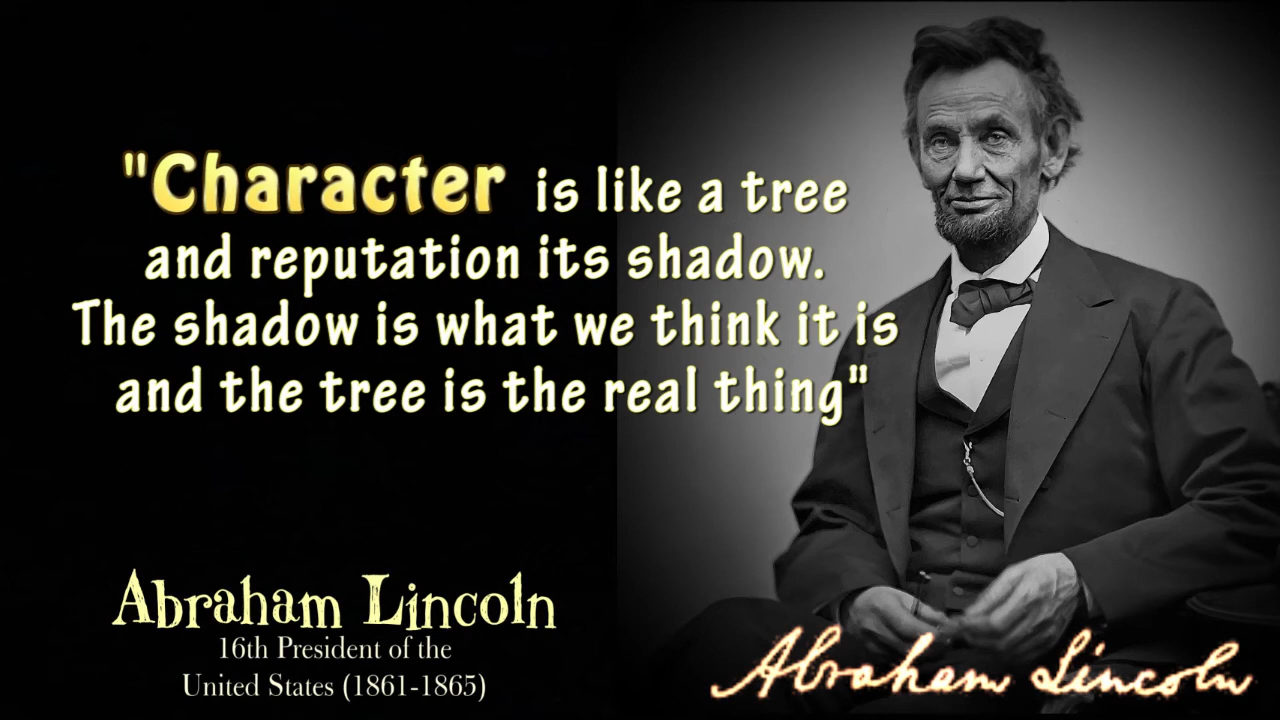 "Character is like a tree
and reputation its shadow.
The shadow is what we think it is
and the tree is the real thing"
Abraham Lincoln
16th President of the
United States (1861-1865)
Abraham Lincoln